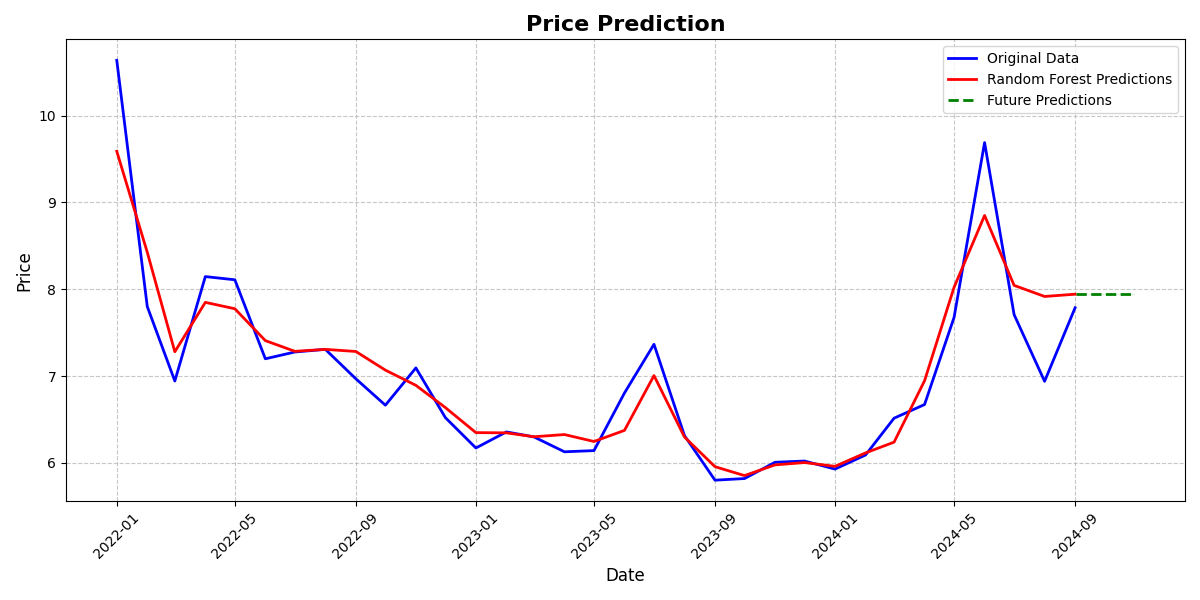 Price Prediction
Original Data
Random Forest Predictions
Future Predictions
Price
10
9
8
7
6
2022-01
2022-05
2022-09
2023-01
2023-05
2023-09
2024-01
2024-05
2024-09
Date